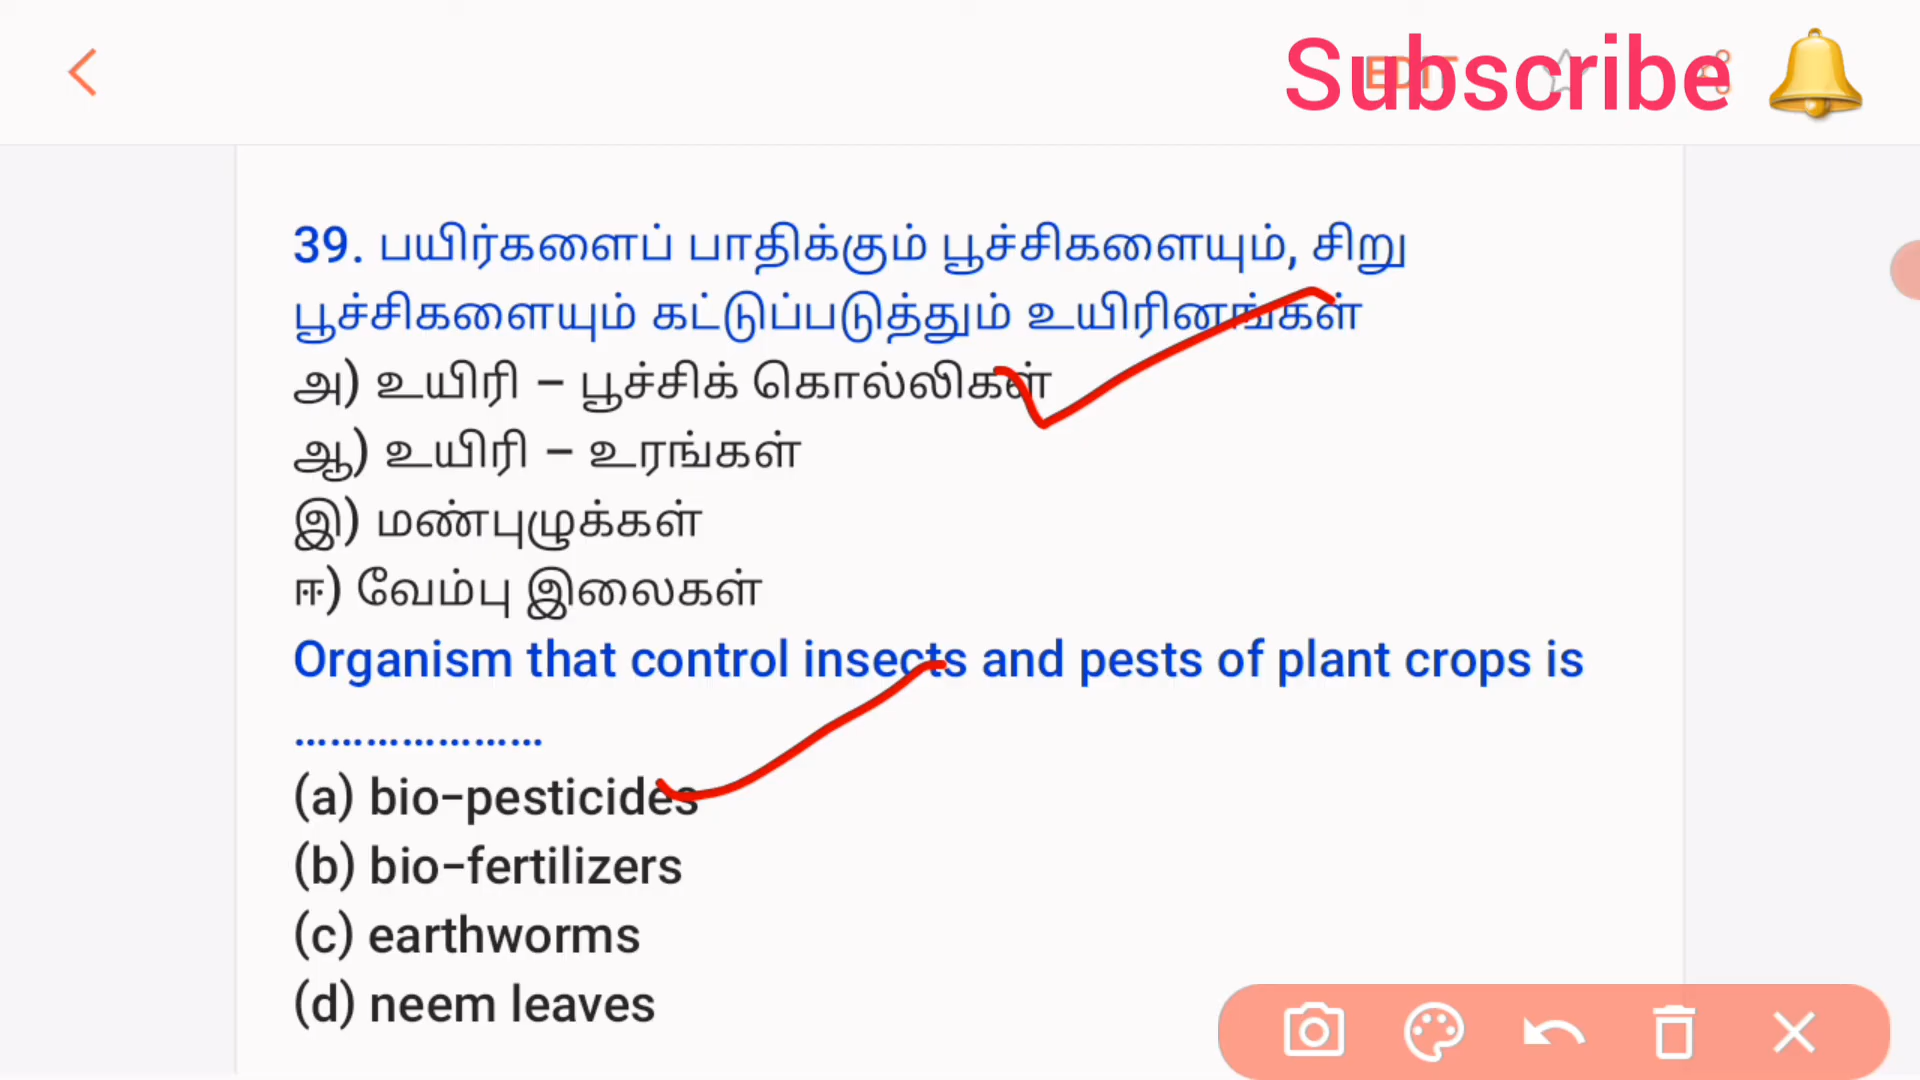 Subscribe 🔔
EDIT
39. பயிர்களைப் பாதிக்கும் பூச்சிகளையும், சிறு
பூச்சிகளையும் கட்டுப்படுத்தும் உயிரினங்கள்
அ) உயிரி – பூச்சிக் கொல்லிகள்
ஆ) உயிரி – உரங்கள்
இ) மண்புழுக்கள்
ஈ) வேம்பு இலைகள்
Organism that control insects and pests of plant crops is
.....................
(a) bio-pesticides
(b) bio-fertilizers
(c) earthworms
(d) neem leaves